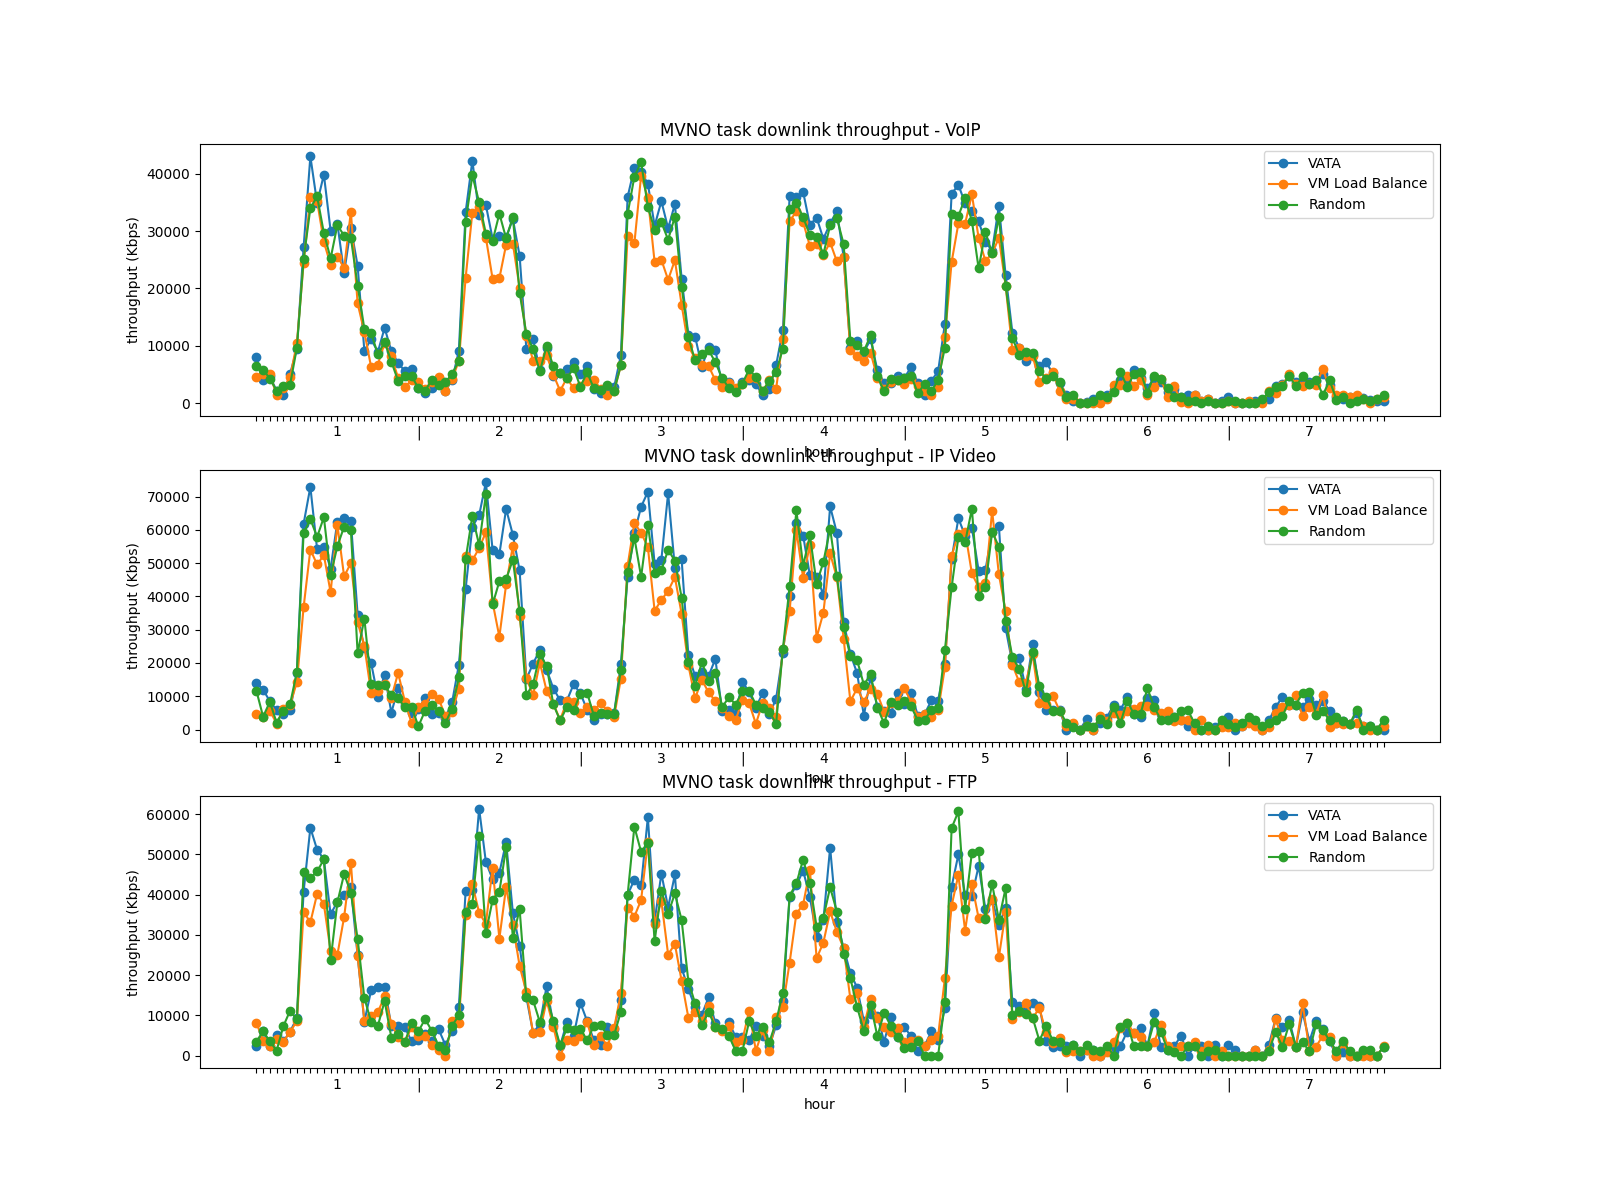 MVNO task downlink throughput - VoIP
throughput (Kbps)
40000
30000
20000
10000
0
VATA
VM Load Balance
Random
1 | 2 | 3 | 4 | 5 | 6 | 7
hour
MVNO task downlink throughput - IP Video
throughput (Kbps)
70000
60000
50000
40000
30000
20000
10000
0
VATA
VM Load Balance
Random
1 | 2 | 3 | 4 | 5 | 6 | 7
hour
MVNO task downlink throughput - FTP
throughput (Kbps)
60000
50000
40000
30000
20000
10000
0
VATA
VM Load Balance
Random
1 | 2 | 3 | 4 | 5 | 6 | 7
hour